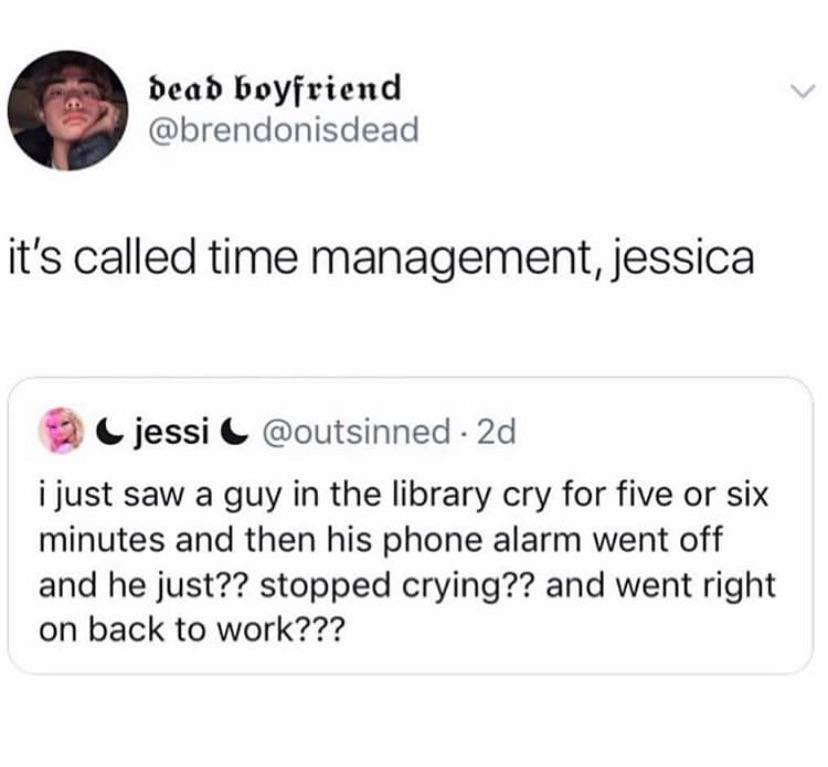 dead boyfriend
@brendonisdead
it's called time management, jessica
jessi @outsinned · 2d
i just saw a guy in the library cry for five or six
minutes and then his phone alarm went off
and he just?? stopped crying?? and went right
on back to work???